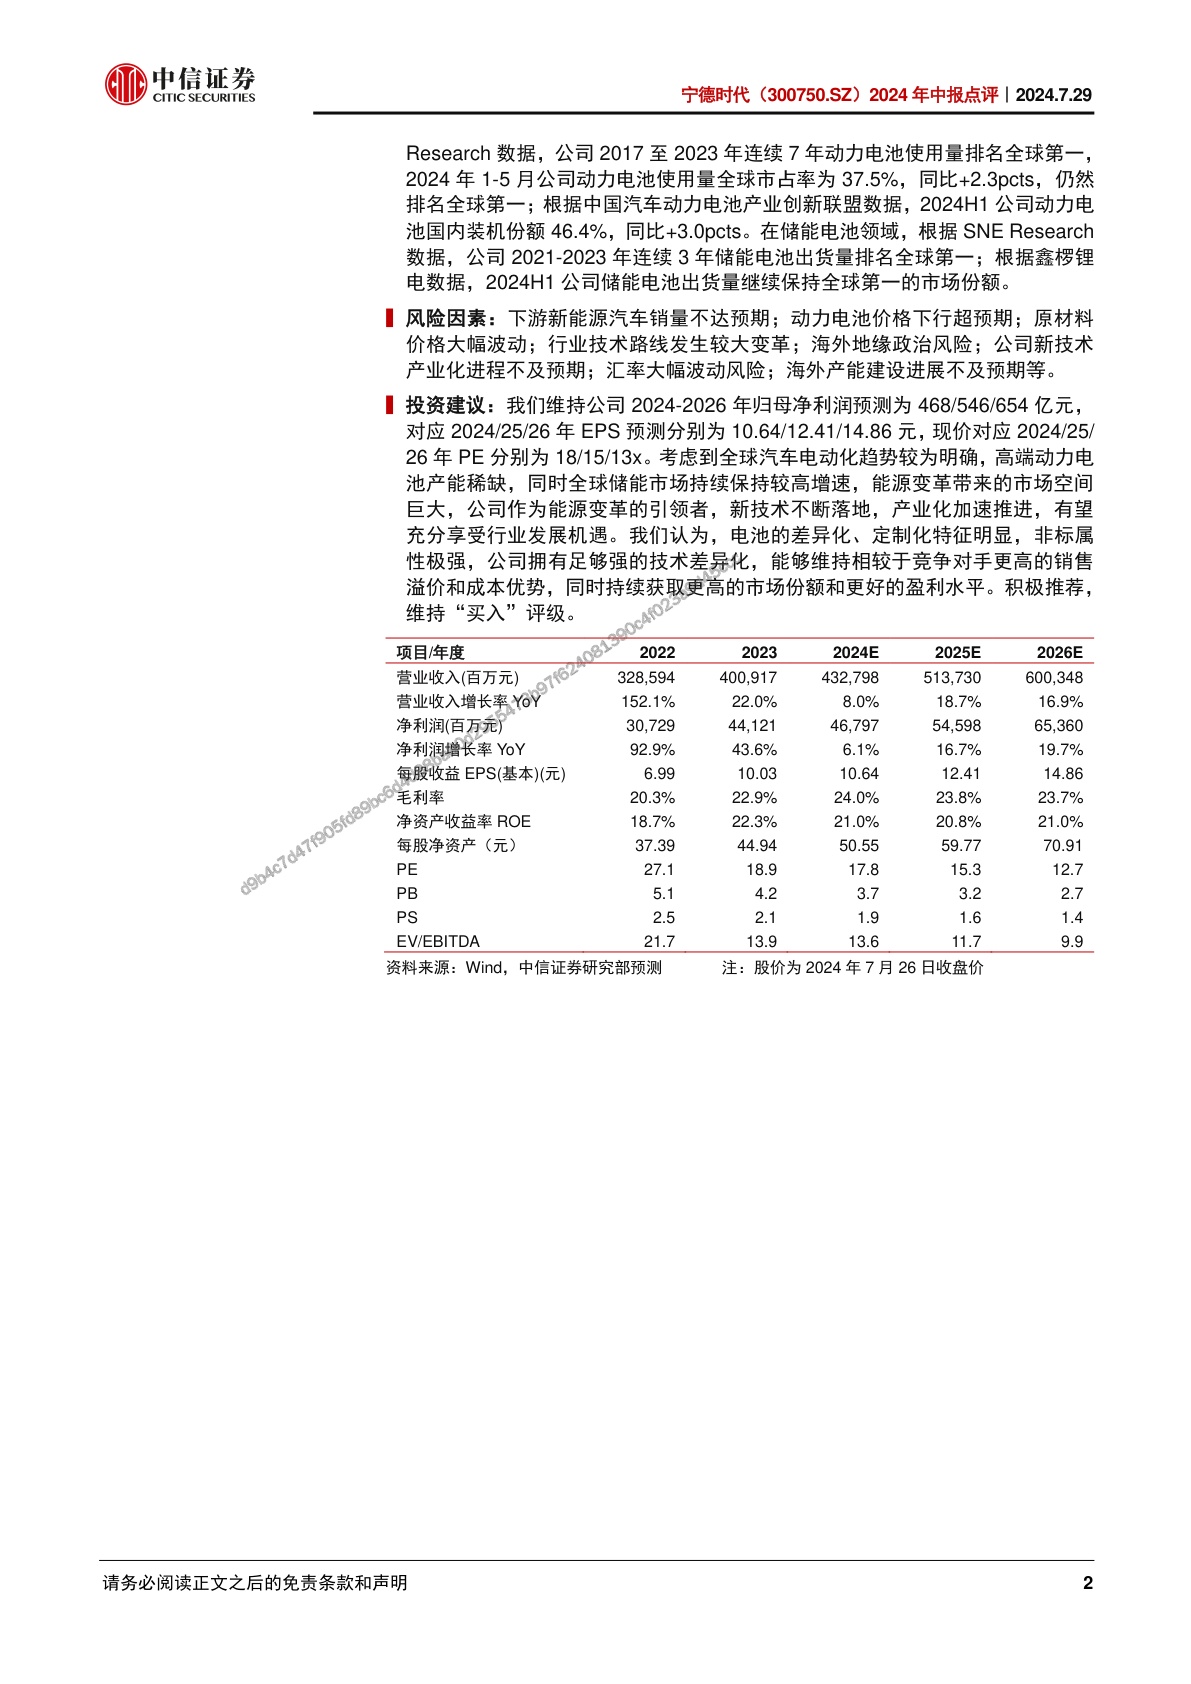 中信证券
CITIC SECURITIES
宁德时代（300750.SZ）2024 年中报点评｜2024.7.29
Research 数据，公司 2017 至 2023 年连续 7 年动力电池使用量排名全球第一，
2024 年 1-5 月公司动力电池使用量全球市占率为 37.5%，同比+2.3pcts，仍然
排名全球第一；根据中国汽车动力电池产业创新联盟数据，2024H1 公司动力电
池国内装机份额 46.4%，同比+3.0pcts。在储能电池领域，根据 SNE Research
数据，公司 2021-2023 年连续 3 年储能电池出货量排名全球第一；根据鑫椤锂
电数据，2024H1 公司储能电池出货量继续保持全球第一的市场份额。
风险因素：下游新能源汽车销量不达预期；动力电池价格下行超预期；原材料
价格大幅波动；行业技术路线发生较大变革；海外地缘政治风险；公司新技术
产业化进程不及预期；汇率大幅波动风险；海外产能建设进展不及预期等。
投资建议：我们维持公司 2024-2026 年归母净利润预测为 468/546/654 亿元，
对应 2024/25/26 年 EPS 预测分别为 10.64/12.41/14.86 元，现价对应 2024/25/
26 年 PE 分别为 18/15/13x。考虑到全球汽车电动化趋势较为明确，高端动力电
池产能稀缺，同时全球储能市场持续保持较高增速，能源变革带来的市场空间
巨大，公司作为能源变革的引领者，新技术不断落地，产业化加速推进，有望
充分享受行业发展机遇。我们认为，电池的差异化、定制化特征明显，非标属
性极强，公司拥有足够强的技术差异化，能够维持相较于竞争对手更高的销售
溢价和成本优势，同时持续获取更高的市场份额和更好的盈利水平。积极推荐，
维持“买入”评级。
项目/年度 2022 2023 2024E 2025E 2026E
营业收入(百万元) 328,594 400,917 432,798 513,730 600,348
营业收入增长率 YoY 152.1% 22.0% 8.0% 18.7% 16.9%
净利润(百万元) 30,729 44,121 46,797 54,598 65,360
净利润增长率 YoY 92.9% 43.6% 6.1% 16.7% 19.7%
每股收益 EPS(基本)(元) 6.99 10.03 10.64 12.41 14.86
毛利率 20.3% 22.9% 24.0% 23.8% 23.7%
净资产收益率 ROE 18.7% 22.3% 21.0% 20.8% 21.0%
每股净资产（元） 37.39 44.94 50.55 59.77 70.91
PE 27.1 18.9 17.8 15.3 12.7
PB 5.1 4.2 3.7 3.2 2.7
PS 2.5 2.1 1.9 1.6 1.4
EV/EBITDA 21.7 13.9 13.6 11.7 9.9
资料来源：Wind，中信证券研究部预测 注：股价为 2024 年 7 月 26 日收盘价
请务必阅读正文之后的免责条款和声明 2